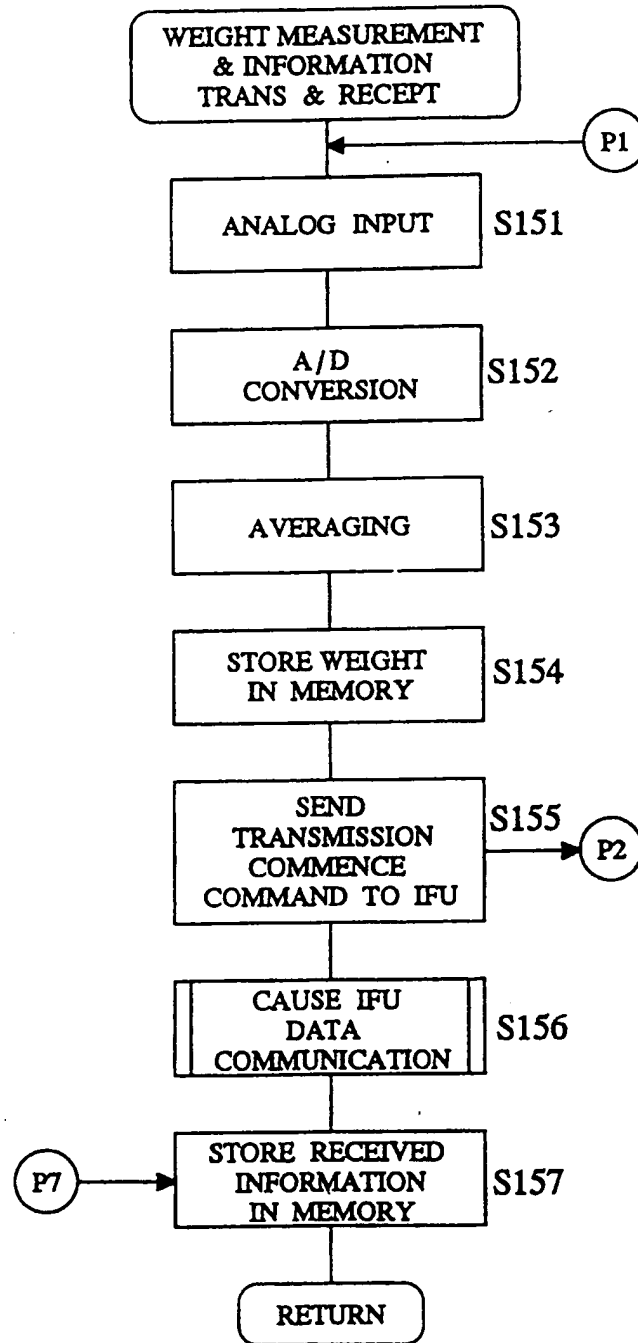 WEIGHT MEASUREMENT
& INFORMATION
TRANS & RECEPT
P1
ANALOG INPUT
S151
A/D
CONVERSION
S152
AVERAGING
S153
STORE WEIGHT
IN MEMORY
S154
SEND
TRANSMISSION
COMMENCE
COMMAND TO IFU
S155
P2
CAUSE IFU
DATA
COMMUNICATION
S156
P7
STORE RECEIVED
INFORMATION
IN MEMORY
S157
RETURN